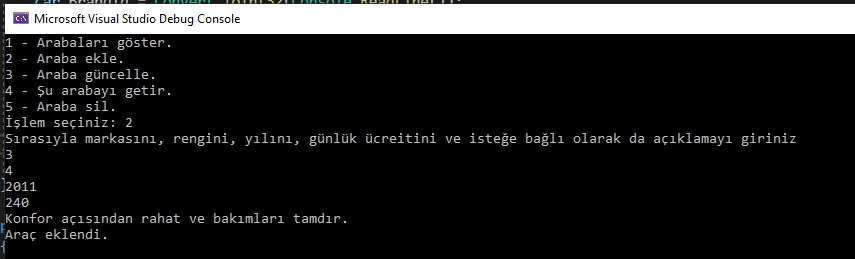 Microsoft Visual Studio Debug Console
1 - Arabaları göster.
2 - Araba ekle.
3 - Araba güncelle.
4 - Şu arabayı getir.
5 - Araba sil.
İşlem seçiniz: 2
Sırasıyla markasını, rengini, yılını, günlük ücreitini ve isteğe bağlı olarak da açıklamayı giriniz
3
4
2011
240
Konfor açısından rahat ve bakımları tamdır.
Araç eklendi.